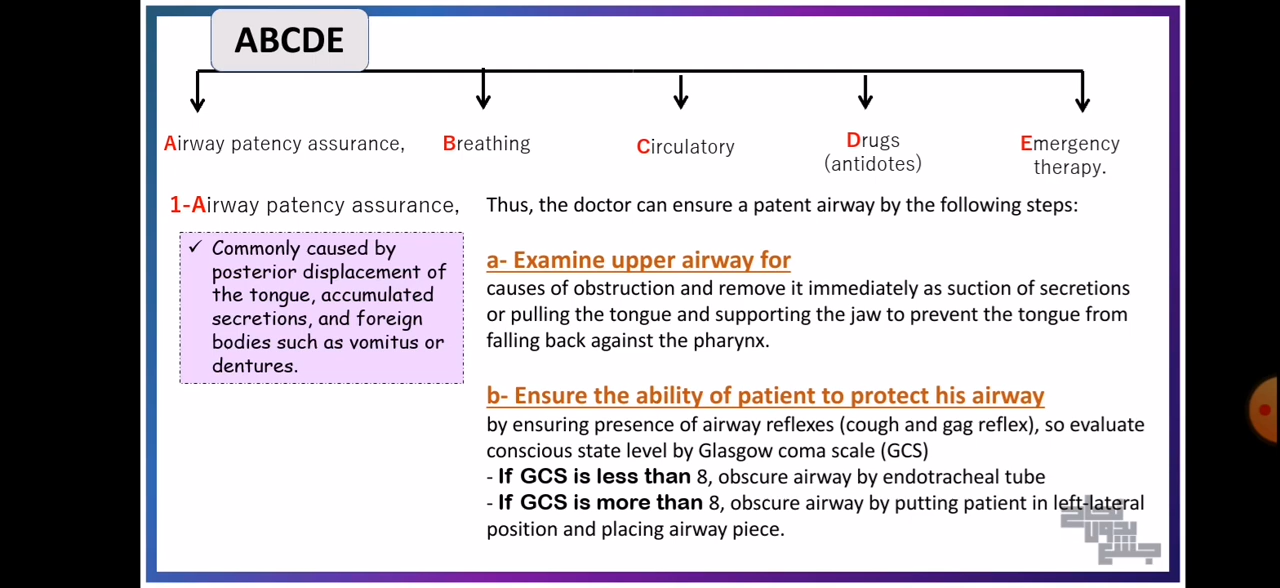 ABCDE
Airway patency assurance,
Breathing
Circulatory
Drugs
(antidotes)
Emergency
therapy.
1-Airway patency assurance,
✓ Commonly caused by
posterior displacement of
the tongue, accumulated
secretions, and foreign
bodies such as vomitus or
dentures.
Thus, the doctor can ensure a patent airway by the following steps:
a- Examine upper airway for
causes of obstruction and remove it immediately as suction of secretions
or pulling the tongue and supporting the jaw to prevent the tongue from
falling back against the pharynx.
b- Ensure the ability of patient to protect his airway
by ensuring presence of airway reflexes (cough and gag reflex), so evaluate
conscious state level by Glasgow coma scale (GCS)
- If GCS is less than 8, obscure airway by endotracheal tube
- If GCS is more than 8, obscure airway by putting patient in left-lateral
position and placing airway piece.